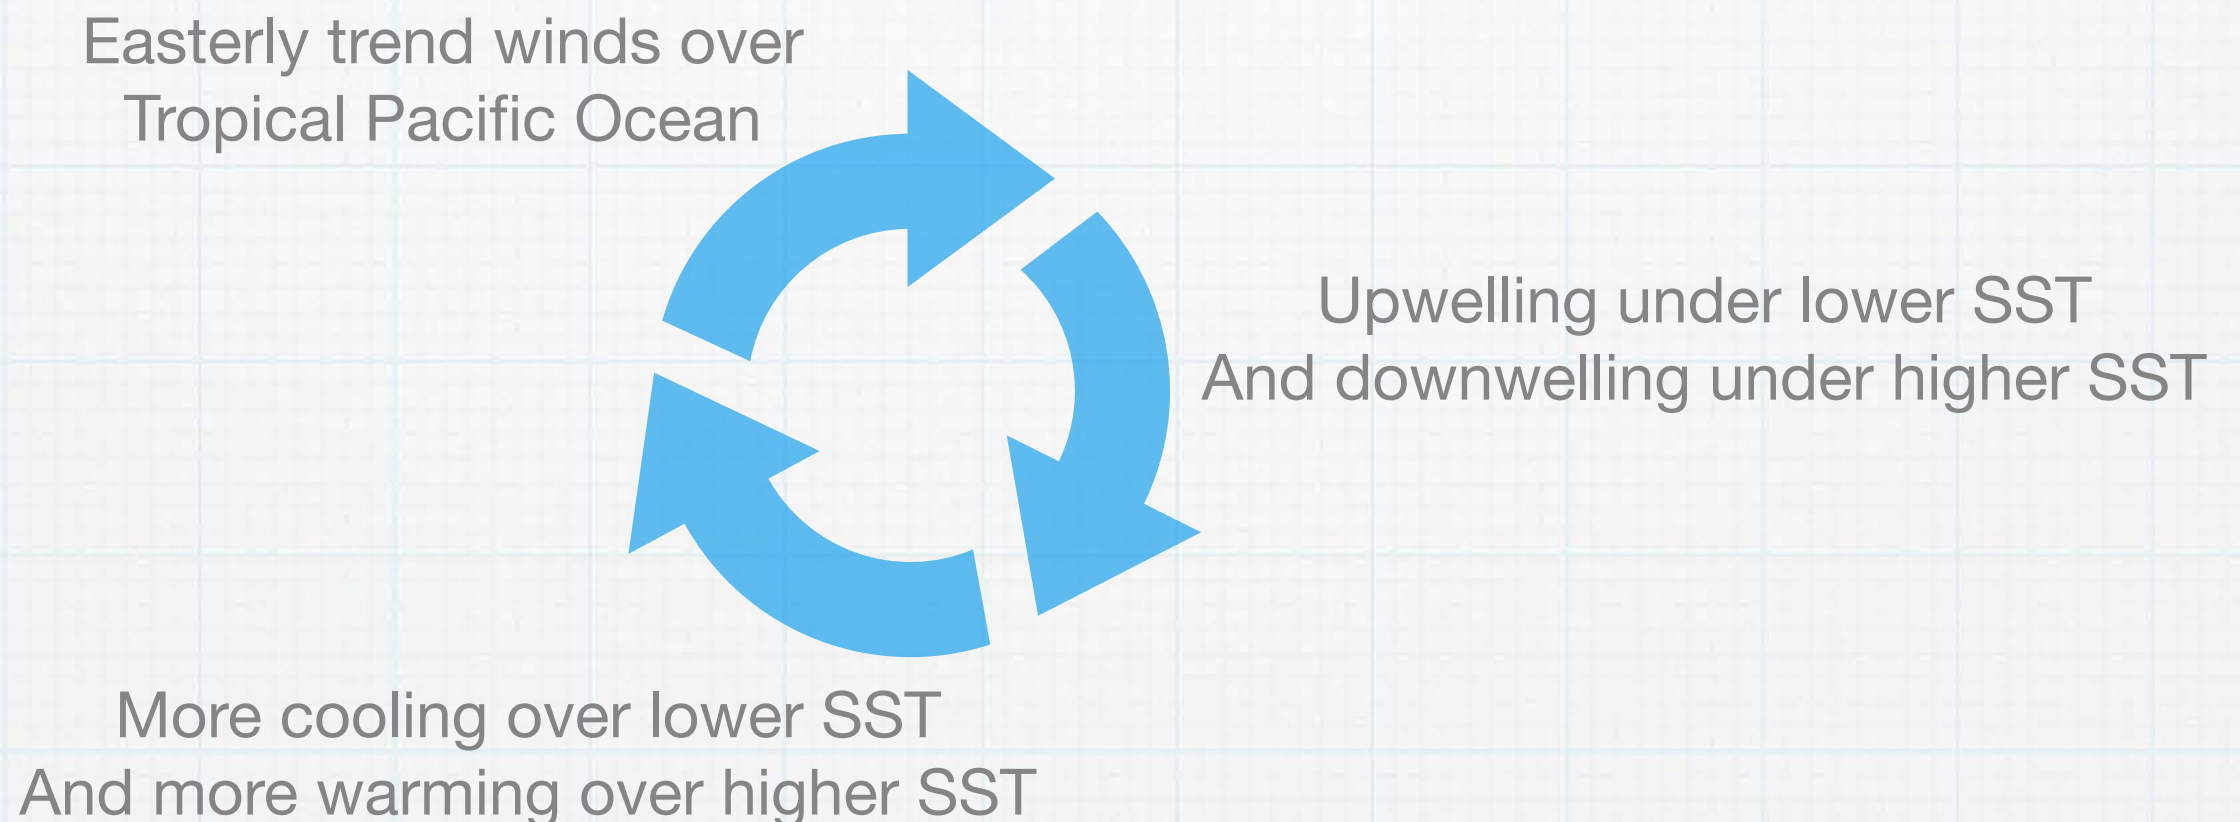 Easterly trend winds over
Tropical Pacific Ocean
Upwelling under lower SST
And downwelling under higher SST
More cooling over lower SST
And more warming over higher SST